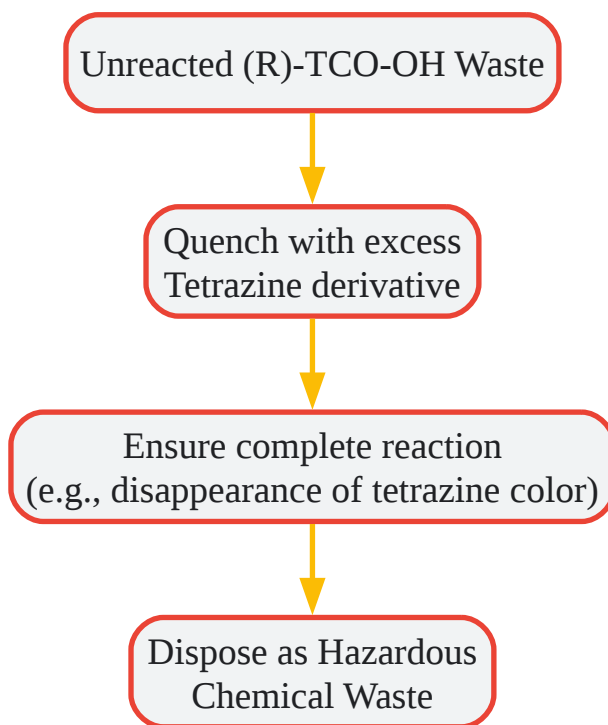 Unreacted (R)-TCO-OH Waste
Quench with excess
Tetrazine derivative
Ensure complete reaction
(e.g., disappearance of tetrazine color)
Dispose as Hazardous
Chemical Waste